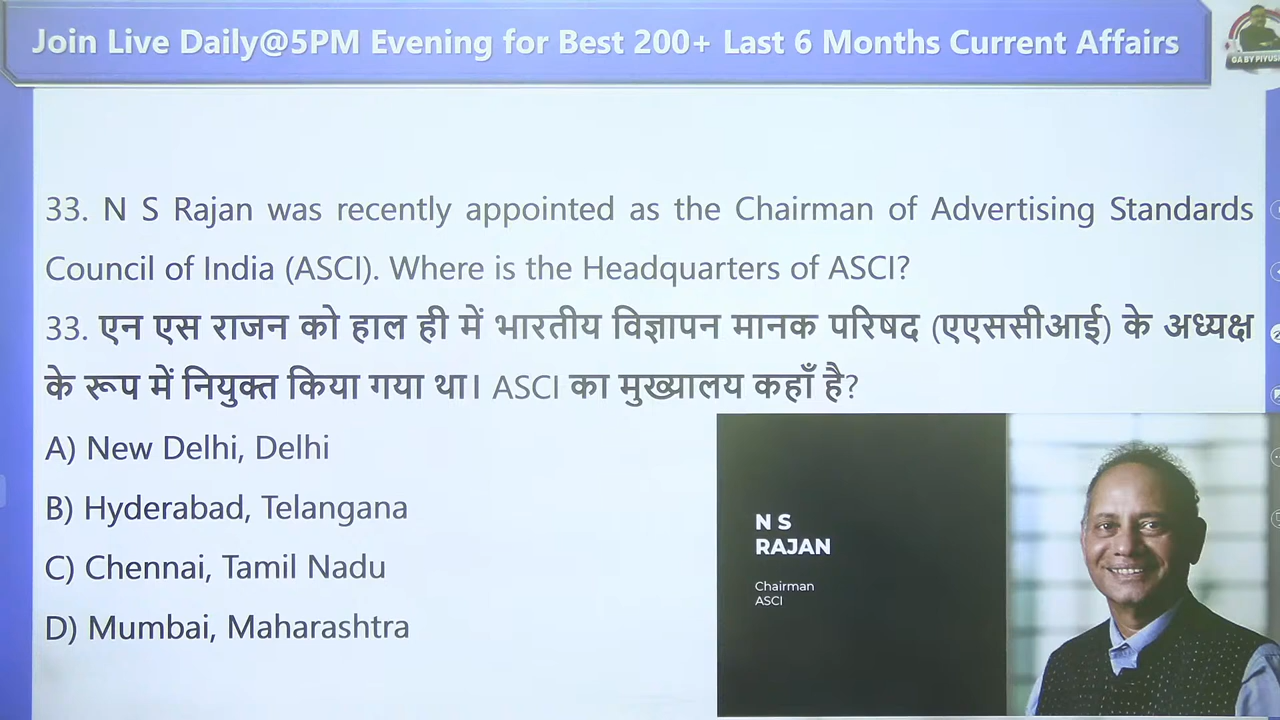 Join Live Daily@5PM Evening for Best 200+ Last 6 Months Current Affairs
GA BY PIYUSH
33. N S Rajan was recently appointed as the Chairman of Advertising Standards
Council of India (ASCI). Where is the Headquarters of ASCI?
33. एन एस राजन को हाल ही में भारतीय विज्ञापन मानक परिषद (एएससीआई) के अध्यक्ष
के रूप में नियुक्त किया गया था। ASCI का मुख्यालय कहाँ है?
A) New Delhi, Delhi
B) Hyderabad, Telangana
C) Chennai, Tamil Nadu
D) Mumbai, Maharashtra
N S
RAJAN
Chairman
ASCI